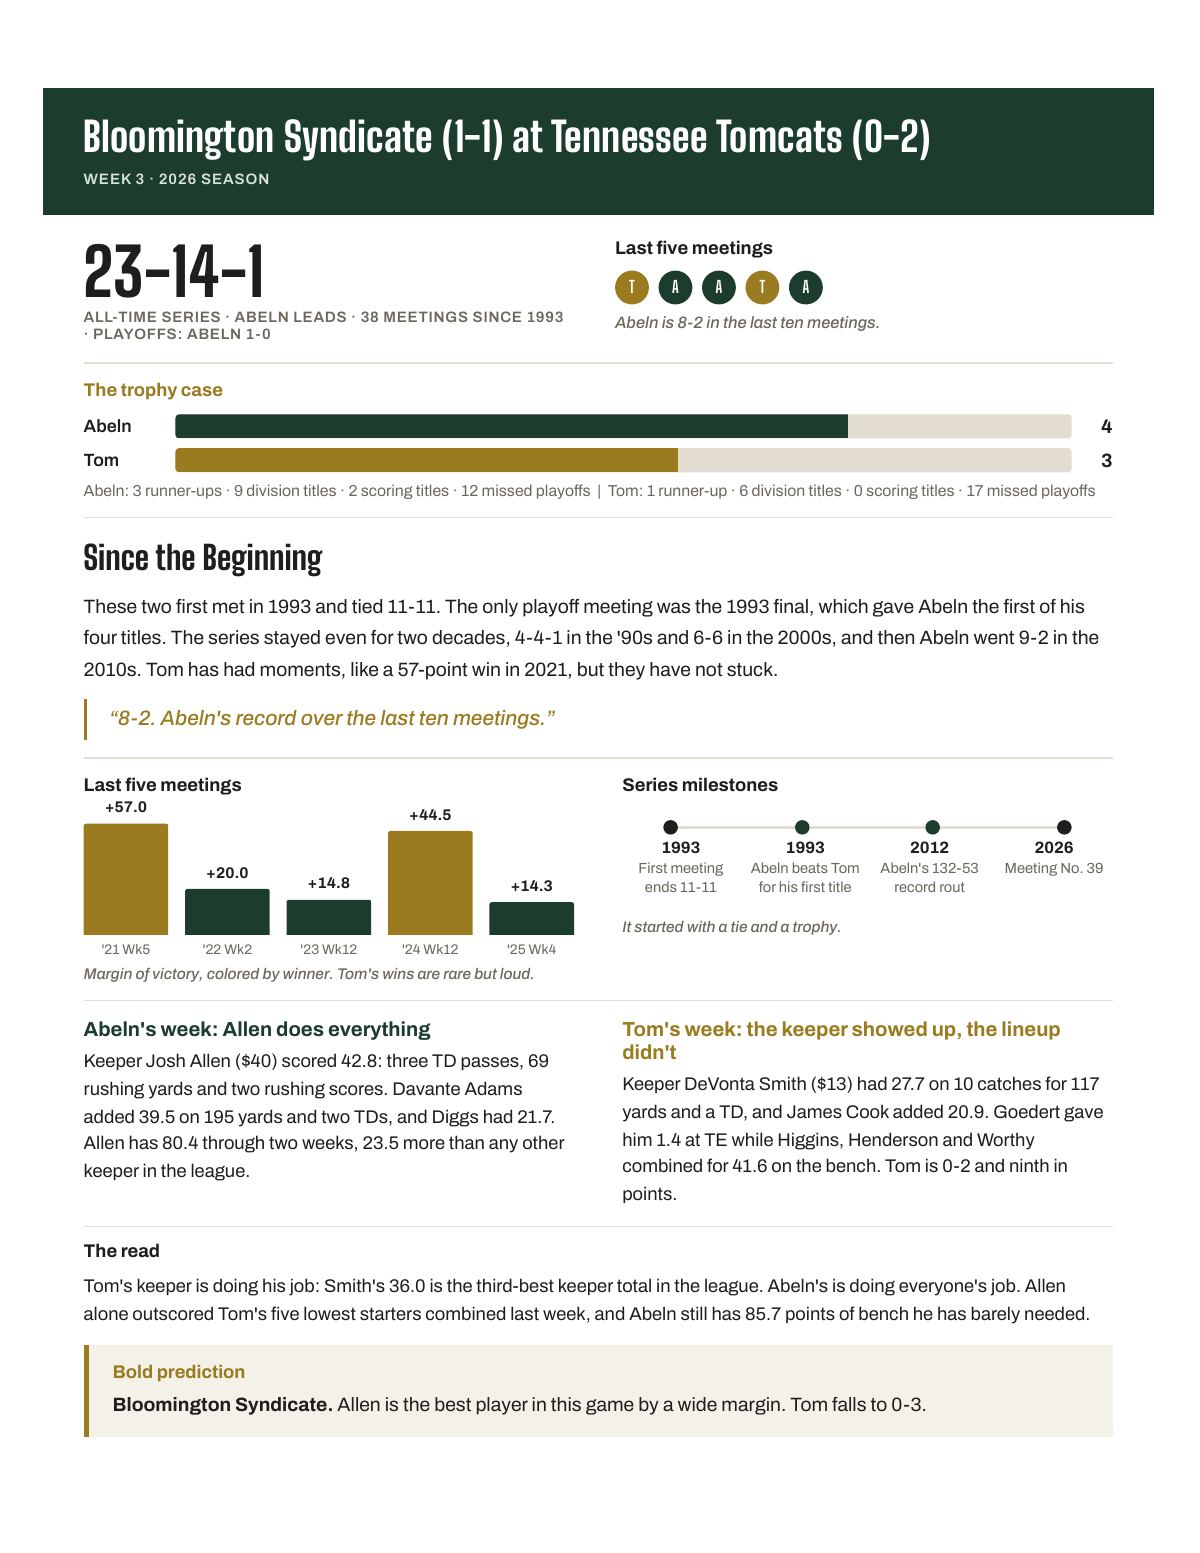 Bloomington Syndicate (1–1) at Tennessee Tomcats (0–2)
WEEK 3 · 2026 SEASON
23–14–1
ALL-TIME SERIES · ABELN LEADS · 38 MEETINGS SINCE 1993
· PLAYOFFS: ABELN 1-0
Last five meetings
T A A T A
Abeln is 8-2 in the last ten meetings.
The trophy case
Abeln 4
Tom 3
Abeln: 3 runner-ups · 9 division titles · 2 scoring titles · 12 missed playoffs | Tom: 1 runner-up · 6 division titles · 0 scoring titles · 17 missed playoffs
Since the Beginning
These two first met in 1993 and tied 11-11. The only playoff meeting was the 1993 final, which gave Abeln the first of his
four titles. The series stayed even for two decades, 4-4-1 in the '90s and 6-6 in the 2000s, and then Abeln went 9-2 in the
2010s. Tom has had moments, like a 57-point win in 2021, but they have not stuck.
“8-2. Abeln's record over the last ten meetings.”
Last five meetings
+57.0
+20.0
+14.8
+44.5
+14.3
'21 Wk5
'22 Wk2
'23 Wk12
'24 Wk12
'25 Wk4
Margin of victory, colored by winner. Tom's wins are rare but loud.
Series milestones
1993
First meeting
ends 11-11
1993
Abeln beats Tom
for his first title
2012
Abeln's 132-53
record rout
2026
Meeting No. 39
It started with a tie and a trophy.
Abeln's week: Allen does everything
Keeper Josh Allen ($40) scored 42.8: three TD passes, 69
rushing yards and two rushing scores. Davante Adams
added 39.5 on 195 yards and two TDs, and Diggs had 21.7.
Allen has 80.4 through two weeks, 23.5 more than any other
keeper in the league.
Tom's week: the keeper showed up, the lineup
didn't
Keeper DeVonta Smith ($13) had 27.7 on 10 catches for 117
yards and a TD, and James Cook added 20.9. Goedert gave
him 1.4 at TE while Higgins, Henderson and Worthy
combined for 41.6 on the bench. Tom is 0-2 and ninth in
points.
The read
Tom's keeper is doing his job: Smith's 36.0 is the third-best keeper total in the league. Abeln's is doing everyone's job. Allen
alone outscored Tom's five lowest starters combined last week, and Abeln still has 85.7 points of bench he has barely needed.
Bold prediction
Bloomington Syndicate. Allen is the best player in this game by a wide margin. Tom falls to 0-3.